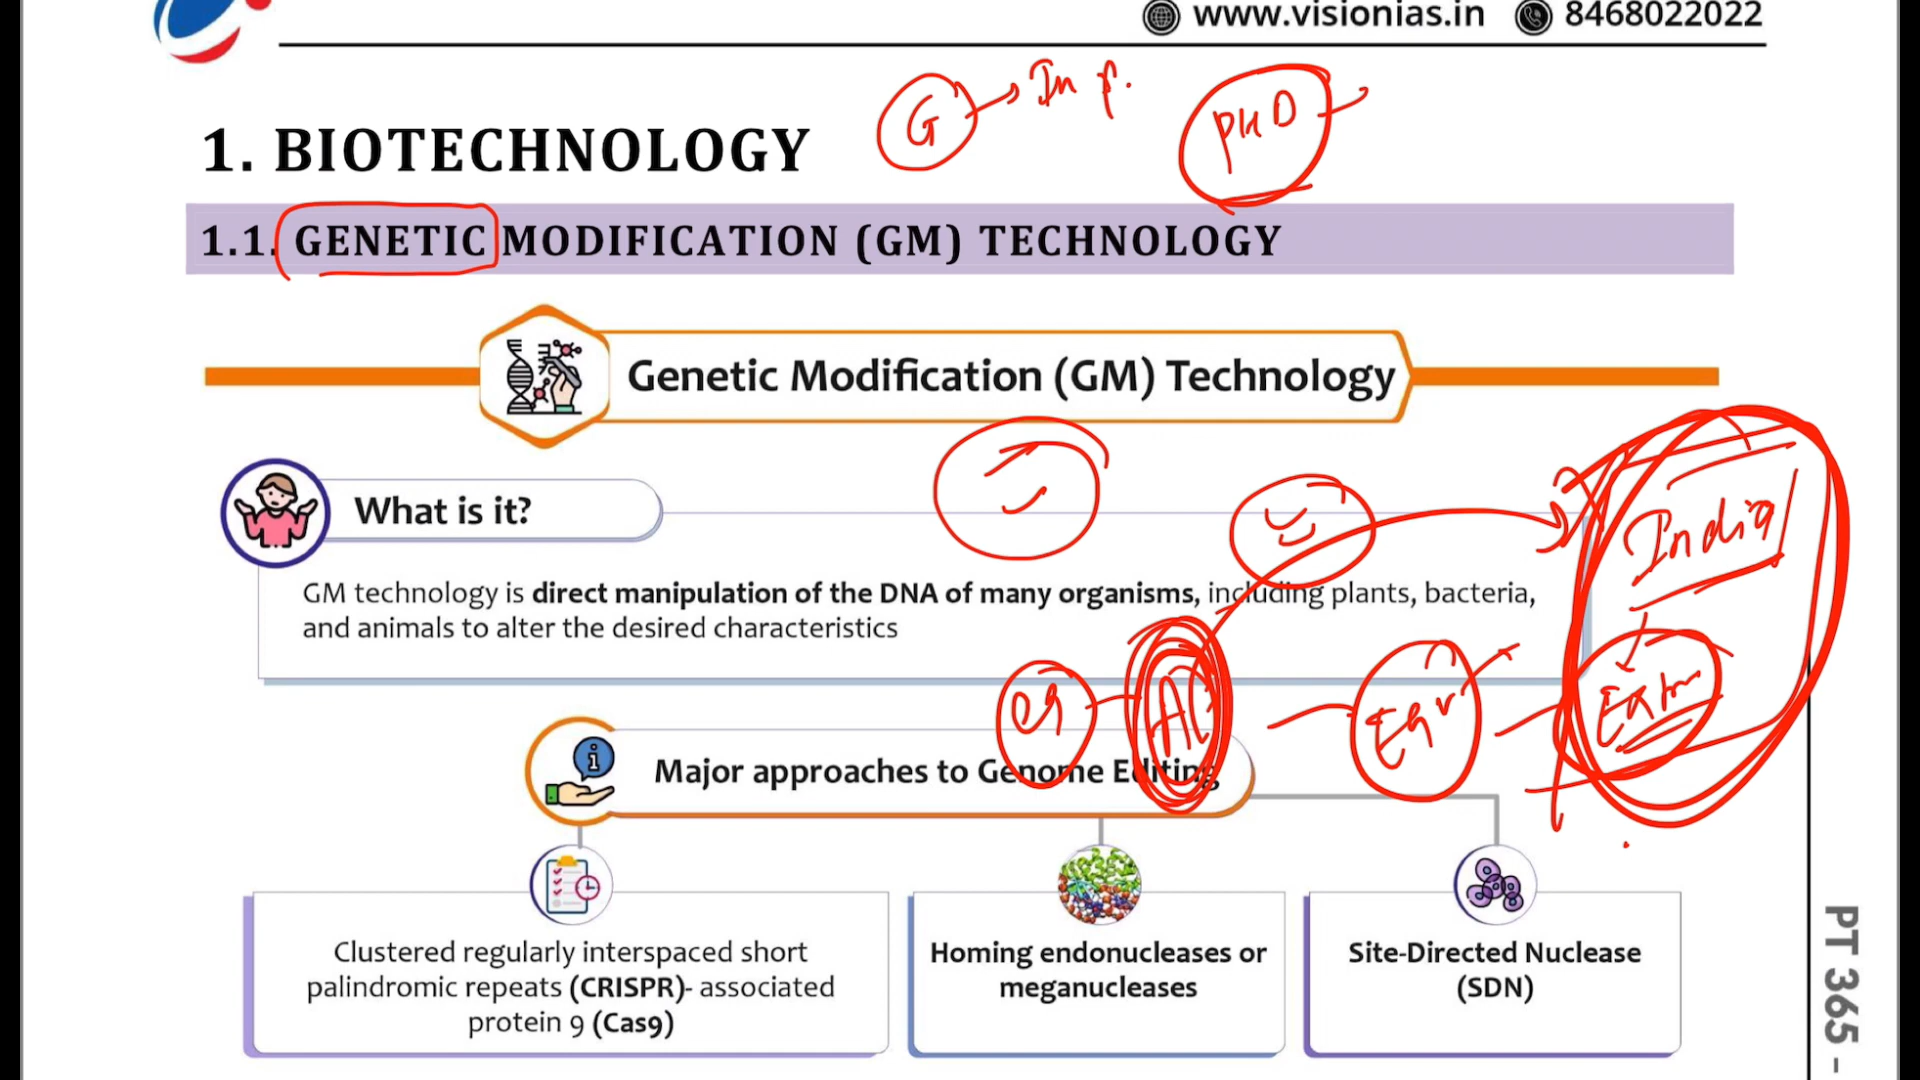 www.visionias.in 8468022022
G In f.
PHD
1. BIOTECHNOLOGY
1.1. GENETIC MODIFICATION (GM) TECHNOLOGY
Genetic Modification (GM) Technology
What is it?
India
GM technology is direct manipulation of the DNA of many organisms, including plants, bacteria,
and animals to alter the desired characteristics
Major approaches to Genome Editing
Clustered regularly interspaced short
palindromic repeats (CRISPR)- associated
protein 9 (Cas9)
Homing endonucleases or
meganucleases
Site-Directed Nuclease
(SDN)
PT 365 -